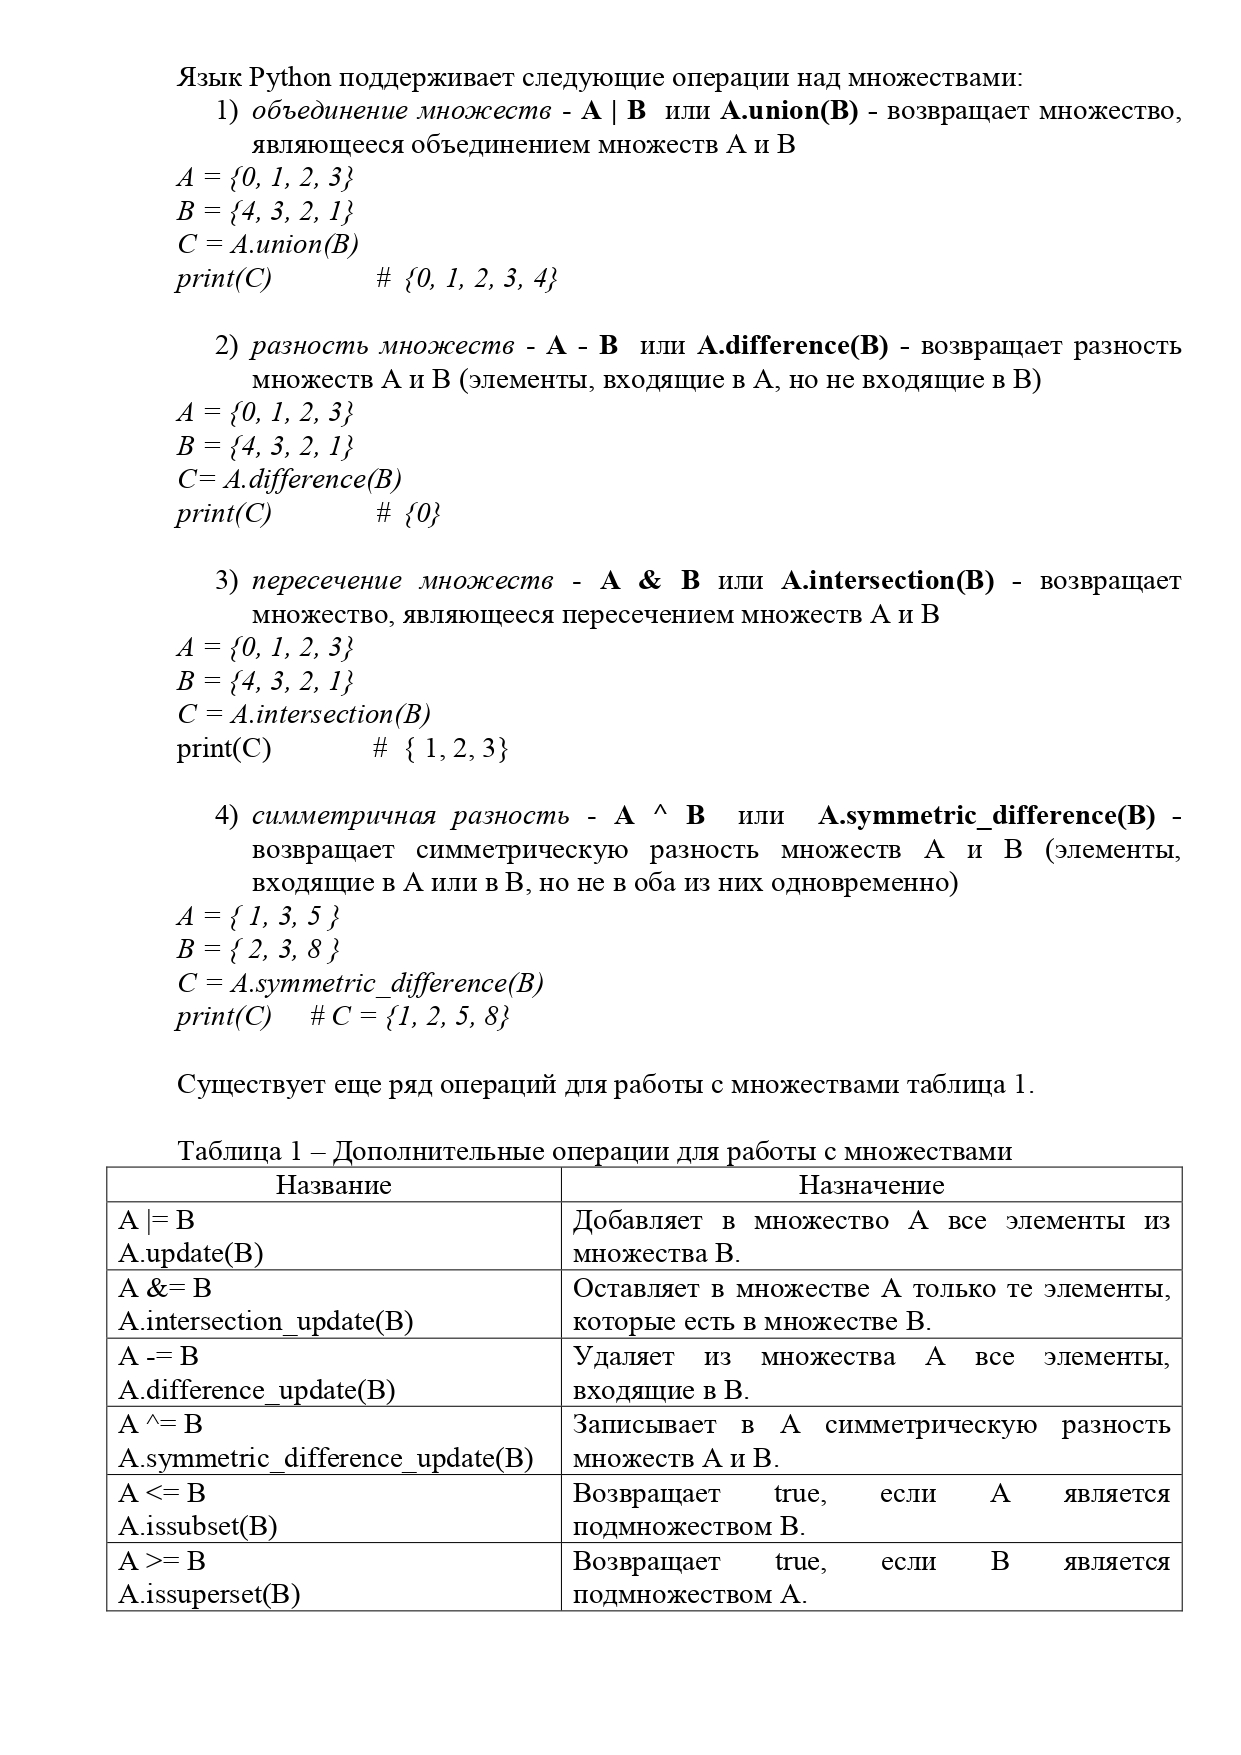 Язык Python поддерживает следующие операции над множествами:
1) объединение множеств - A | B или A.union(B) - возвращает множество,
являющееся объединением множеств A и B
A = {0, 1, 2, 3}
B = {4, 3, 2, 1}
C = A.union(B)
print(C) # {0, 1, 2, 3, 4}
2) разность множеств - A - B или A.difference(B) - возвращает разность
множеств A и B (элементы, входящие в A, но не входящие в B)
A = {0, 1, 2, 3}
B = {4, 3, 2, 1}
C= A.difference(B)
print(C) # {0}
3) пересечение множеств - A & B или A.intersection(B) - возвращает
множество, являющееся пересечением множеств A и B
A = {0, 1, 2, 3}
B = {4, 3, 2, 1}
C = A.intersection(B)
print(C) # { 1, 2, 3}
4) симметричная разность - A ^ B или A.symmetric_difference(B) -
возвращает симметрическую разность множеств A и B (элементы,
входящие в A или в B, но не в оба из них одновременно)
A = { 1, 3, 5 }
B = { 2, 3, 8 }
C = A.symmetric_difference(B)
print(C) # C = {1, 2, 5, 8}
Существует еще ряд операций для работы с множествами таблица 1.
Таблица 1 – Дополнительные операции для работы с множествами
Название Назначение
A |= B
A.update(B)
Добавляет в множество A все элементы из
множества B.
A &= B
A.intersection_update(B)
Оставляет в множестве A только те элементы,
которые есть в множестве B.
A -= B
A.difference_update(B)
Удаляет из множества A все элементы,
входящие в B.
A ^= B
A.symmetric_difference_update(B)
Записывает в A симметрическую разность
множеств A и B.
A <= B
A.issubset(B)
Возвращает true, если A является
подмножеством B.
A >= B
A.issuperset(B)
Возвращает true, если B является
подмножеством A.